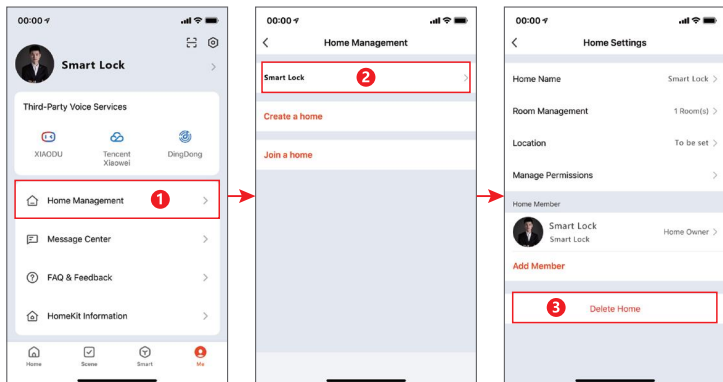 00:00
Smart Lock
Third-Party Voice Services
XIAODU
Tencent
Xiaowei
DingDong
Home Management
1
Message Center
FAQ & Feedback
HomeKit Information
Home
Scene
Smart
Me
00:00
Home Management
Smart Lock
2
Create a home
Join a home
00:00
Home Settings
Home Name
Smart Lock
Room Management
1 Room(s)
Location
To be set
Manage Permissions
Home Member
Smart Lock
Smart Lock
Home Owner
Add Member
3
Delete Home